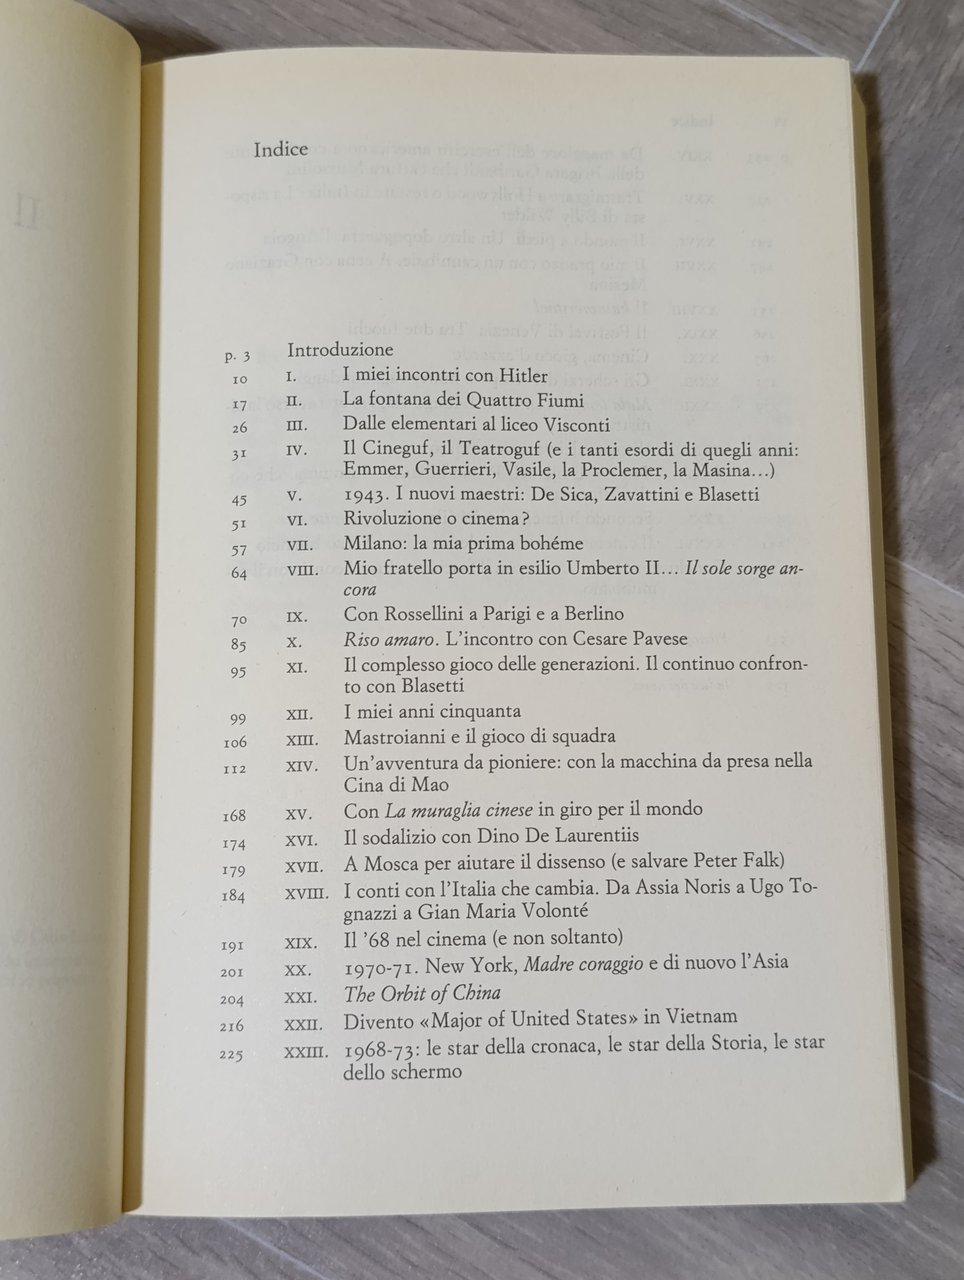 Indice
p. 3 Introduzione
10 I. I miei incontri con Hitler
17 II. La fontana dei Quattro Fiumi
26 III. Dalle elementari al liceo Visconti
31 IV. Il Cineguf, il Teatroguf (e i tanti esordi di quegli anni:
Emmer, Guerrieri, Vasile, la Proclemer, la Masina...)
45 V. 1943. I nuovi maestri: De Sica, Zavattini e Blasetti
51 VI. Rivoluzione o cinema?
57 VII. Milano: la mia prima bohéme
64 VIII. Mio fratello porta in esilio Umberto II... Il sole sorge an-
cora
70 IX. Con Rossellini a Parigi e a Berlino
85 X. Riso amaro. L'incontro con Cesare Pavese
95 XI. Il complesso gioco delle generazioni. Il continuo confron-
to con Blasetti
99 XII. I miei anni cinquanta
106 XIII. Mastroianni e il gioco di squadra
112 XIV. Un'avventura da pioniere: con la macchina da presa nella
Cina di Mao
168 XV. Con La muraglia cinese in giro per il mondo
174 XVI. Il sodalizio con Dino De Laurentiis
179 XVII. A Mosca per aiutare il dissenso (e salvare Peter Falk)
184 XVIII. I conti con l'Italia che cambia. Da Assia Noris a Ugo To-
gnazzi a Gian Maria Volonté
191 XIX. Il '68 nel cinema (e non soltanto)
201 XX. 1970-71. New York, Madre coraggio e di nuovo l'Asia
204 XXI. The Orbit of China
216 XXII. Divento «Major of United States» in Vietnam
225 XXIII. 1968-73: le star della cronaca, le star della Storia, le star
dello schermo